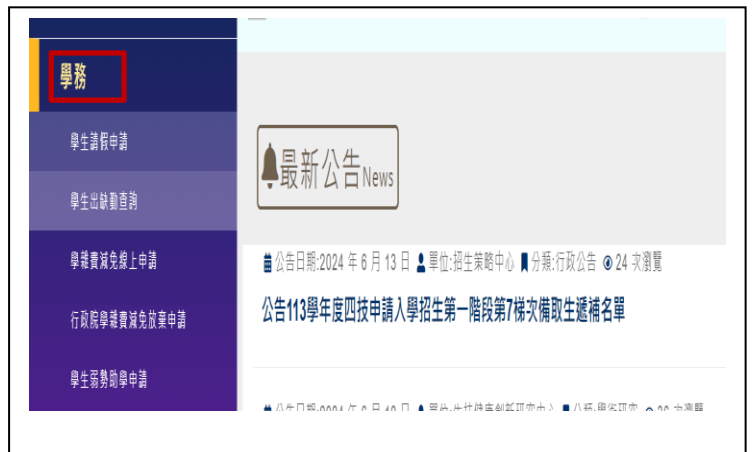 學務
學生請假申請
學生出缺勤查詢
學雜費減免線上申請
行政院學雜費減免放棄申請
學生弱勢助學申請
最新公告News
公告日期:2024 年 6 月 13 日 單位:招生策略中心 分類:行政公告 24 次瀏覽
公告113學年度四技申請入學招生第一階段第7梯次備取生遞補名單